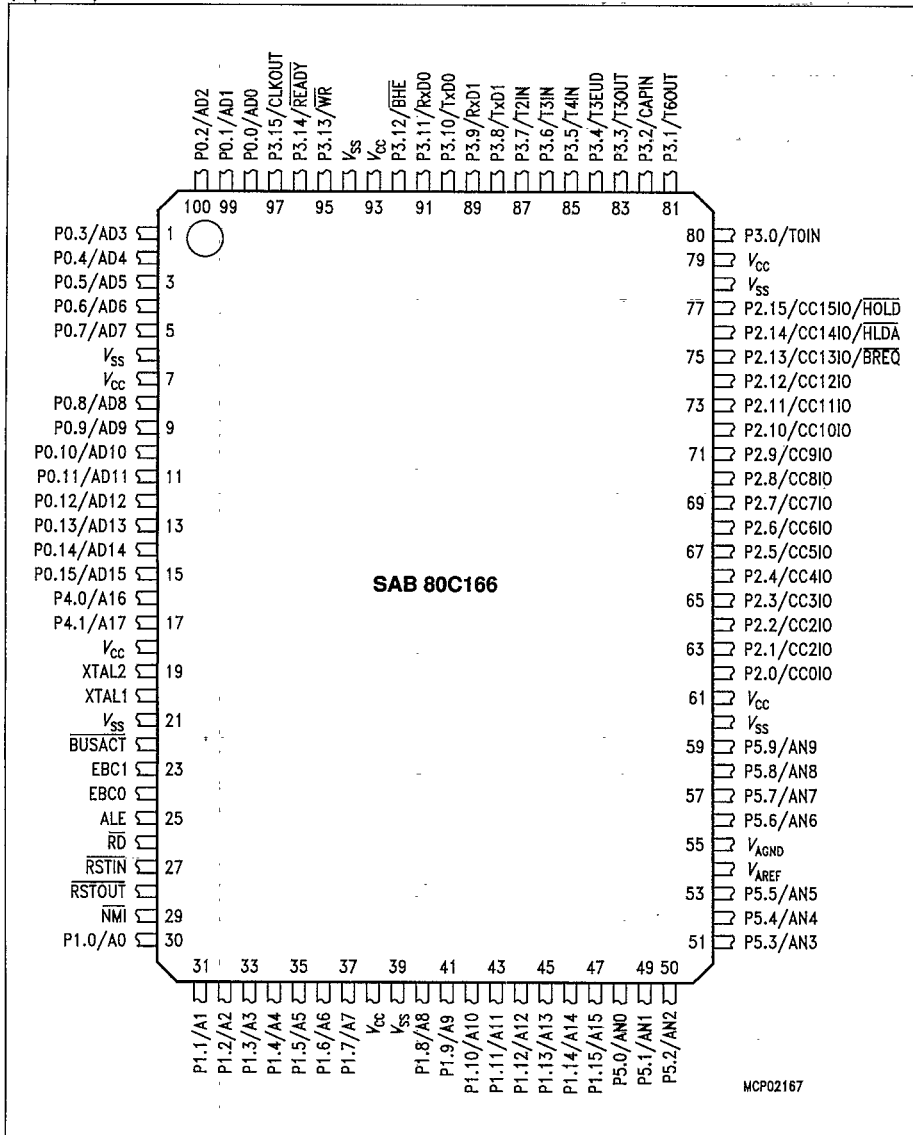 P0.2/AD2
P0.1/AD1
P0.0/AD0
P3.15/CLKOUT
P3.14/READY
P3.13/WR
VSS
VCC
P3.12/BHE
P3.11/RxD0
P3.10/TxD0
P3.9/RxD1
P3.8/TxD1
P3.7/T2IN
P3.6/T3IN
P3.5/T4IN
P3.4/T3EUD
P3.3/T3OUT
P3.2/CAPIN
P3.1/T6OUT
100 99 97 95 93 91 89 87 85 83 81
P0.3/AD3 1
P0.4/AD4
P0.5/AD5 3
P0.6/AD6
P0.7/AD7 5
VSS
VCC 7
P0.8/AD8
P0.9/AD9 9
P0.10/AD10
P0.11/AD11 11
P0.12/AD12
P0.13/AD13 13
P0.14/AD14
P0.15/AD15 15
P4.0/A16
P4.1/A17 17
VCC
XTAL2 19
XTAL1
VSS 21
BUSACT
EBC1 23
EBC0
ALE 25
RD
RSTIN 27
RSTOUT
NMI 29
P1.0/A0 30
SAB 80C166
80 P3.0/T0IN
79 VCC
VSS
77 P2.15/CC15IO/HOLD
P2.14/CC14IO/HLDA
75 P2.13/CC13IO/BREQ
P2.12/CC12IO
73 P2.11/CC11IO
P2.10/CC10IO
71 P2.9/CC9IO
P2.8/CC8IO
69 P2.7/CC7IO
P2.6/CC6IO
67 P2.5/CC5IO
P2.4/CC4IO
65 P2.3/CC3IO
P2.2/CC2IO
63 P2.1/CC2IO
P2.0/CC0IO
61 VCC
VSS
59 P5.9/AN9
P5.8/AN8
57 P5.7/AN7
P5.6/AN6
55 VAGND
VAREF
53 P5.5/AN5
P5.4/AN4
51 P5.3/AN3
31 33 35 37 39 41 43 45 47 49 50
P1.1/A1
P1.2/A2
P1.3/A3
P1.4/A4
P1.5/A5
P1.6/A6
P1.7/A7
VCC
VSS
P1.8/A8
P1.9/A9
P1.10/A10
P1.11/A11
P1.12/A12
P1.13/A13
P1.14/A14
P1.15/A15
P5.0/AN0
P5.1/AN1
P5.2/AN2
MCP02167